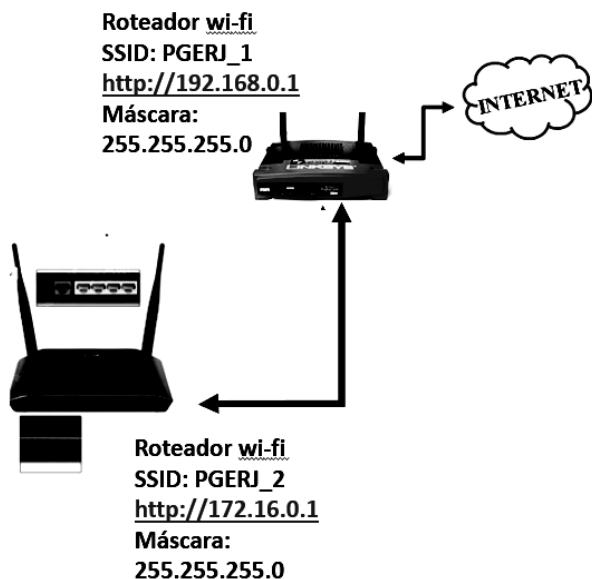 Roteador wi-fi
SSID: PGERJ_1
http://192.168.0.1
Máscara:
255.255.255.0
INTERNET
LINKSYS
Roteador wi-fi
SSID: PGERJ_2
http://172.16.0.1
Máscara:
255.255.255.0